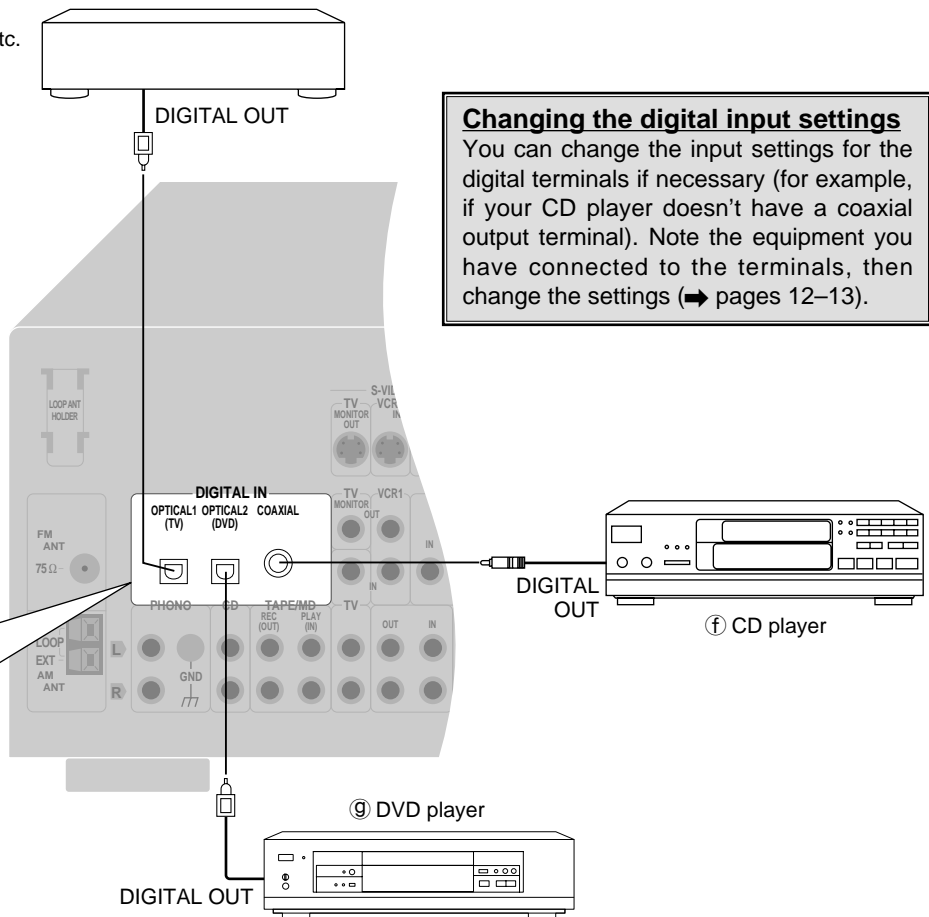 tc.
DIGITAL OUT
Changing the digital input settings
You can change the input settings for the
digital terminals if necessary (for example,
if your CD player doesn't have a coaxial
output terminal). Note the equipment you
have connected to the terminals, then
change the settings (➡ pages 12–13).
LOOP ANT
HOLDER
S-VI
TV VCR
MONITOR IN
OUT
DIGITAL IN
OPTICAL1 OPTICAL2 COAXIAL
(TV) (DVD)
TV VCR1
MONITOR
OUT
IN
IN
FM
ANT
75Ω
DIGITAL
OUT
ⓕ CD player
PHONO CD TAPE/MD TV
REC PLAY
(OUT) (IN)
OUT IN
LOOP
EXT
AM
ANT
L
GND
R
ⓖ DVD player
DIGITAL OUT